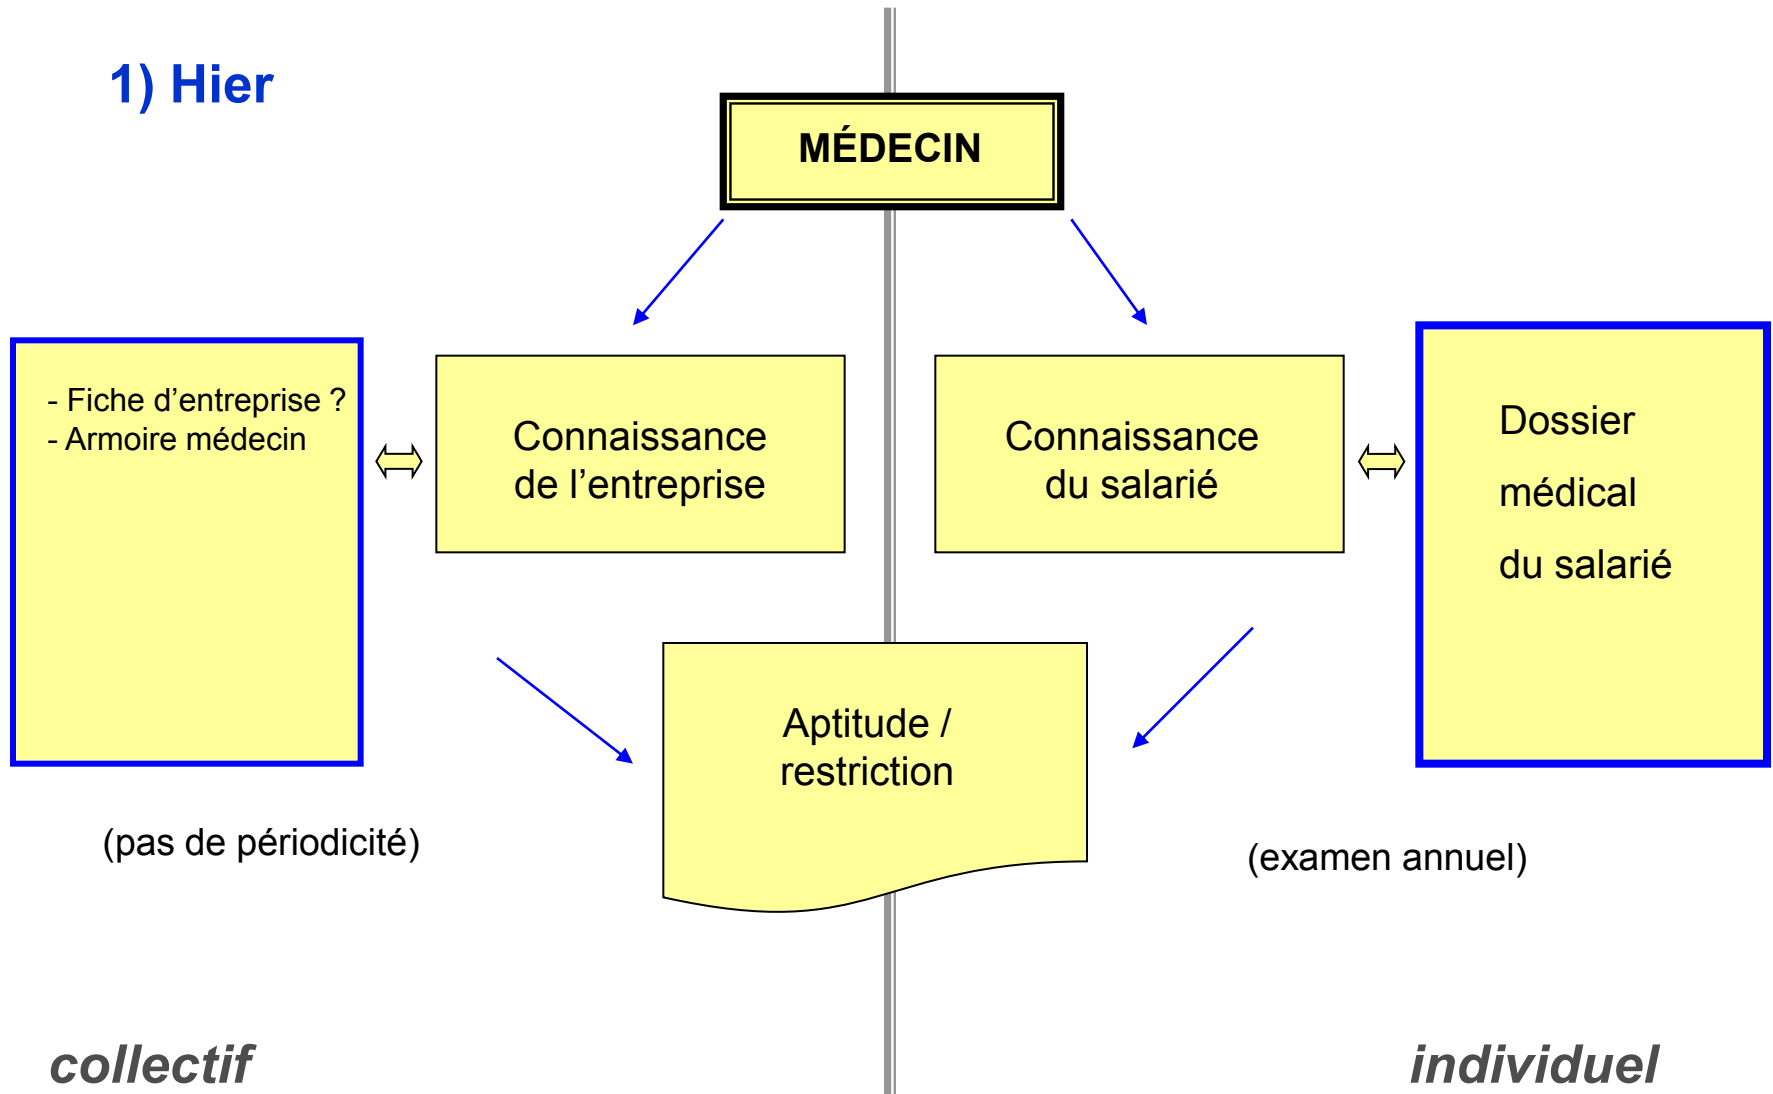 1) Hier
MÉDECIN
- Fiche d’entreprise ?
- Armoire médecin
Connaissance
de l’entreprise
Connaissance
du salarié
Dossier
médical
du salarié
Aptitude /
restriction
(pas de périodicité)
(examen annuel)
collectif
individuel